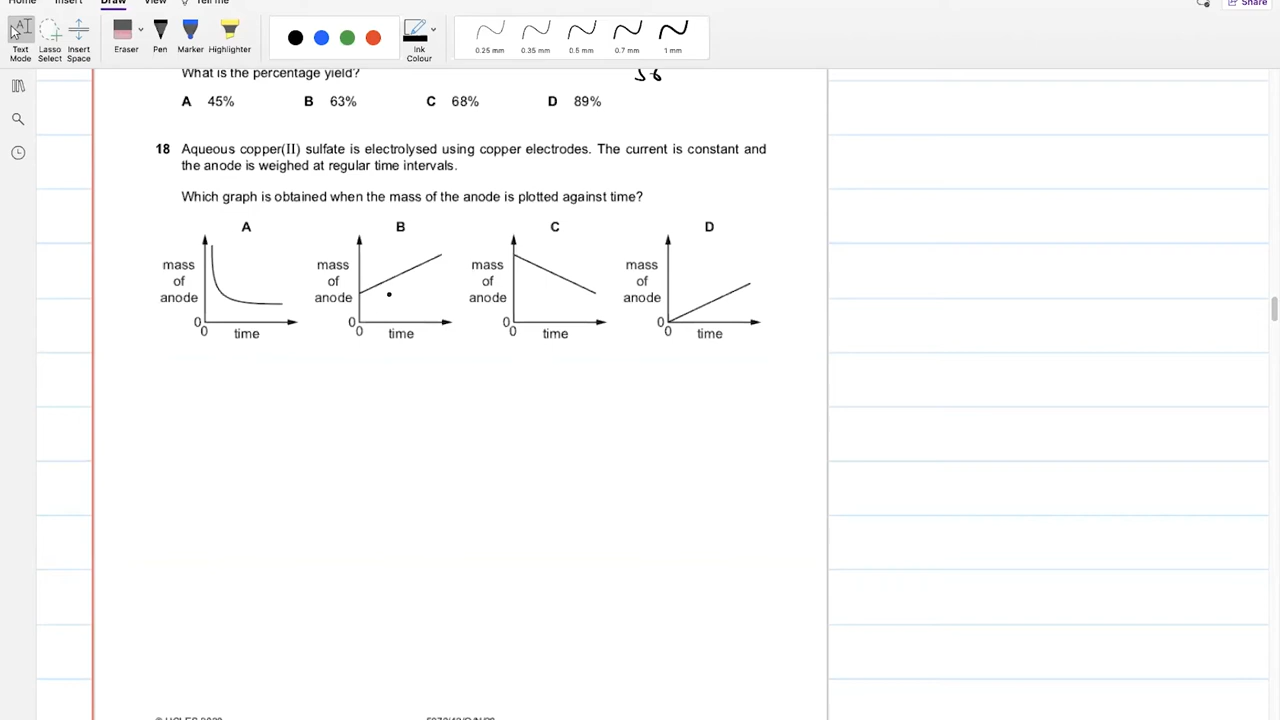 Home Insert Draw View Tell me
Share
Text Mode
Lasso Select
Insert Space
Eraser
Pen
Marker
Highlighter
Ink Colour
0.25 mm
0.35 mm
0.5 mm
0.7 mm
1 mm
What is the percentage yield?
A 45% B 63% C 68% D 89%
18 Aqueous copper(II) sulfate is electrolysed using copper electrodes. The current is constant and
the anode is weighed at regular time intervals.
Which graph is obtained when the mass of the anode is plotted against time?
A B C D
mass of anode 0 0 time
mass of anode 0 0 time
mass of anode 0 0 time
mass of anode 0 0 time